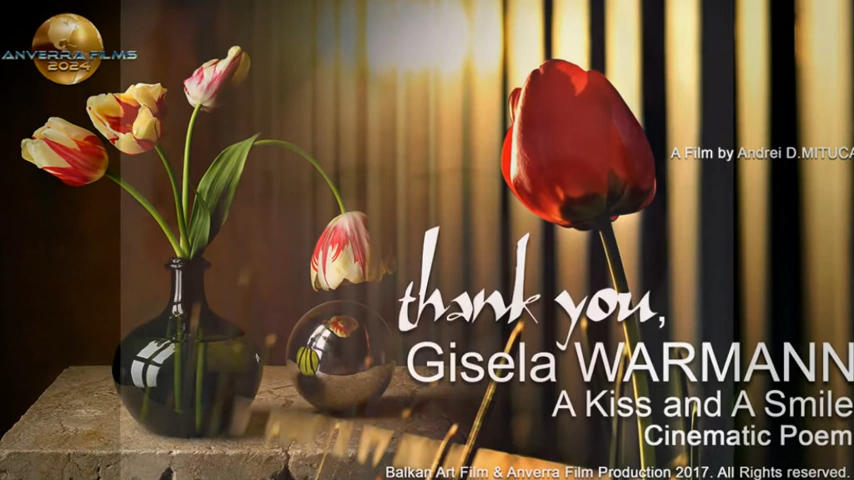 ANVERRA FILMS
2024
A Film by Andrei D.MITUCA
thank you,
Gisela WARMANN
A Kiss and A Smile
Cinematic Poem
Balkan Art Film & Anverra Film Production 2017. All Rights reserved.